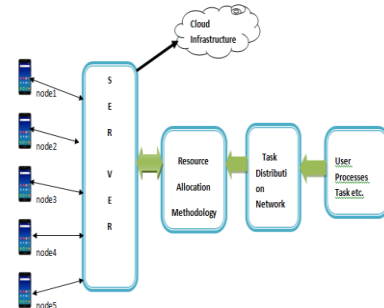 Cloud
Infrastructure
S
E
R
V
E
R
node1
node2
node3
node4
node5
Resource
Allocation
Methodology
Task
Distributi
on
Network
User
Processes
Task etc.